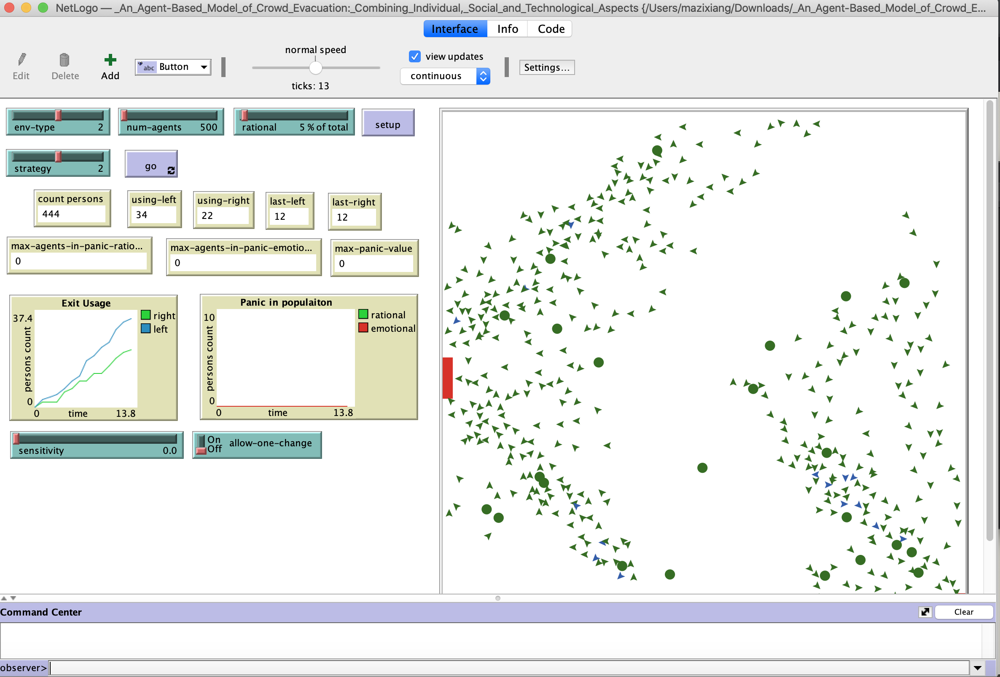 NetLogo — _An_Agent-Based_Model_of_Crowd_Evacuation:_Combining_Individual,_Social_and_Technological_Aspects {/Users/mazixiang/Downloads/_An_Agent-Based_Model_of_Crowd_E...
Interface Info Code
Edit Delete Add
abc Button
normal speed
ticks: 13
view updates
continuous
Settings...
env-type 2
num-agents 500
rational 5 % of total
setup
strategy 2
go
count persons
444
using-left
34
using-right
22
last-left
12
last-right
12
max-agents-in-panic-ratio...
0
max-agents-in-panic-emotio...
0
max-panic-value
0
Exit Usage
37.4
persons count
0
0 time 13.8
right
left
Panic in populaiton
10
persons count
0
0 time 13.8
rational
emotional
sensitivity 0.0
On
Off
allow-one-change
Command Center
Clear
observer>